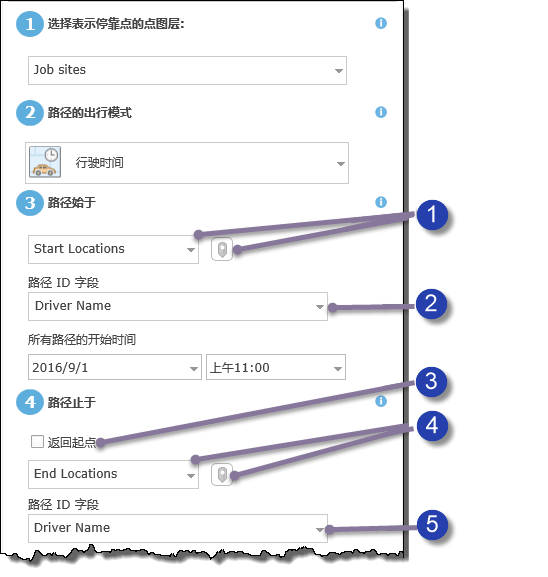 1 选择表示停靠点的点图层:
Job sites
2 路径的出行模式
行驶时间
3 路径始于
1
Start Locations
路径 ID 字段
Driver Name
2
所有路径的开始时间
2016/9/1 上午11:00
3
4 路径止于
4
返回起点
End Locations
路径 ID 字段
Driver Name
5